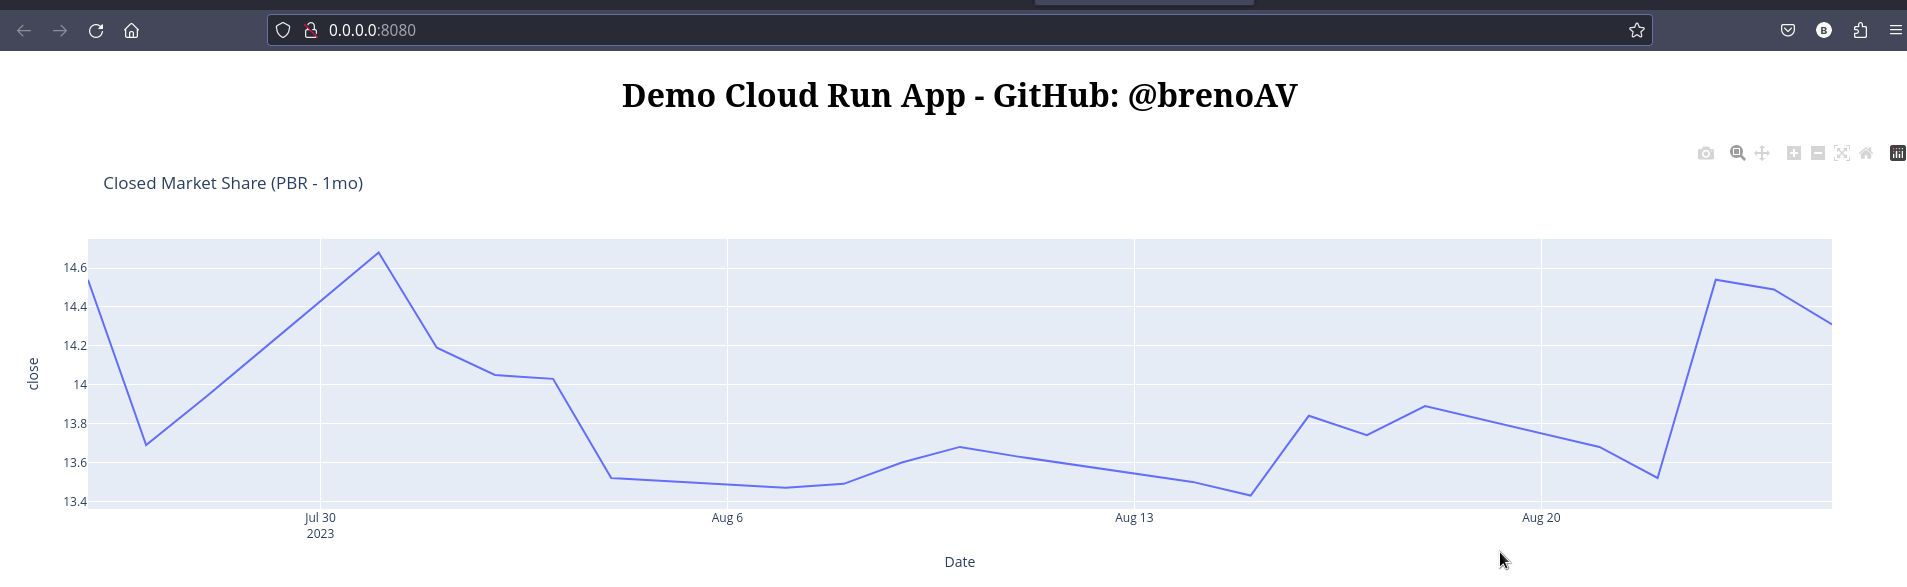 0.0.0.0:8080
B
Demo Cloud Run App - GitHub: @brenoAV
Closed Market Share (PBR - 1mo)
14.6
14.4
14.2
14
13.8
13.6
13.4
close
Jul 30
2023
Aug 6
Aug 13
Aug 20
Date